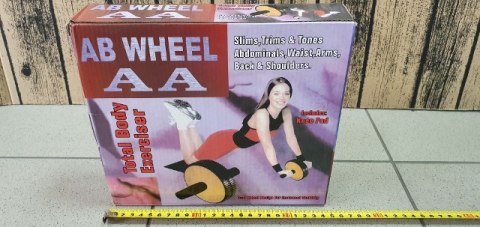 AB WHEEL
AA
Slims, Trims & Tones
Abdominals, Waist, Arms,
Back & Shoulders.
Total Body
Exerciser
Includes:
Knee Pad